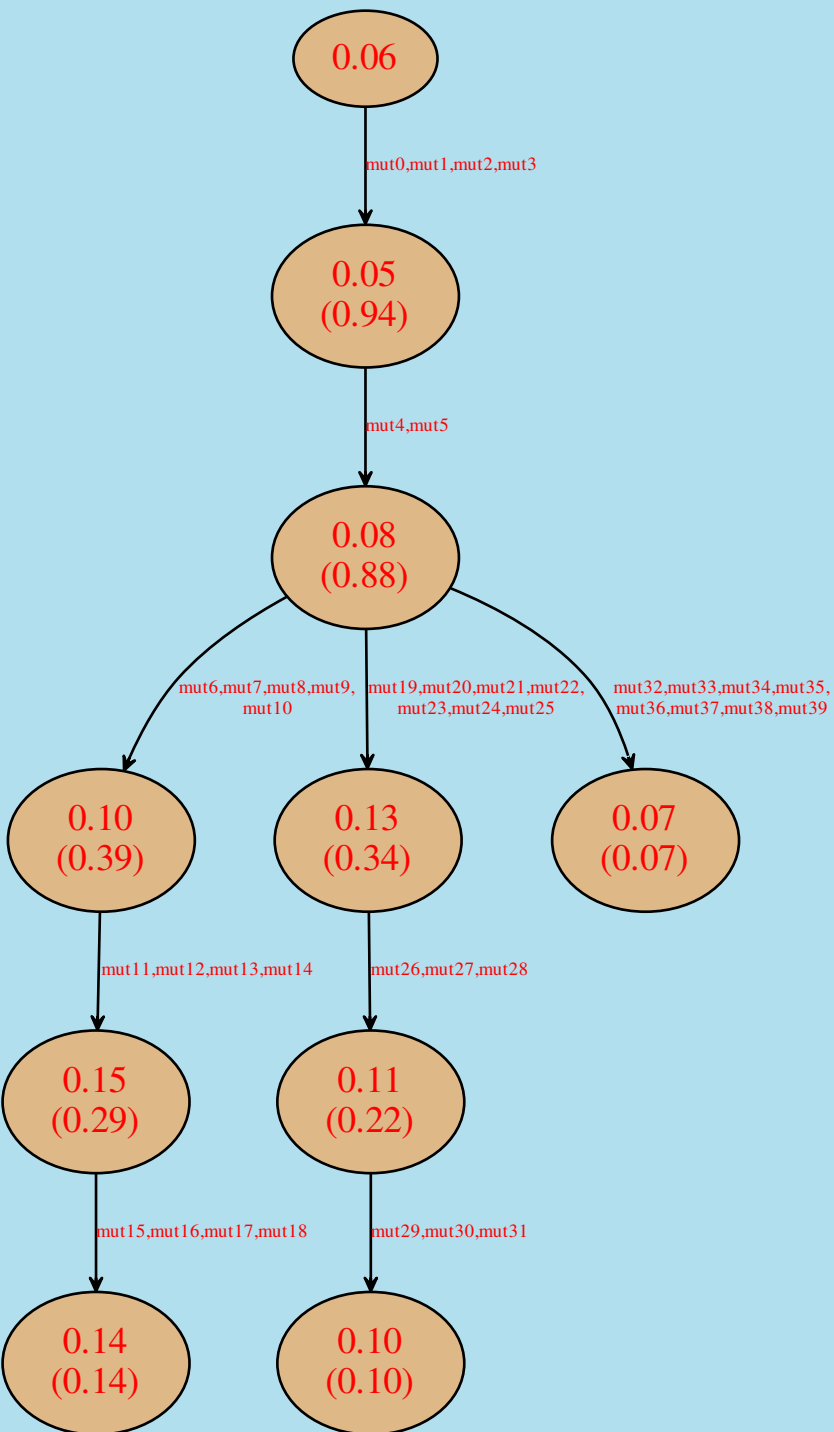 0.06
mut0,mut1,mut2,mut3
0.05
(0.94)
mut4,mut5
0.08
(0.88)
mut6,mut7,mut8,mut9,
mut10
mut19,mut20,mut21,mut22,
mut23,mut24,mut25
mut32,mut33,mut34,mut35,
mut36,mut37,mut38,mut39
0.10
(0.39)
0.13
(0.34)
0.07
(0.07)
mut11,mut12,mut13,mut14
mut26,mut27,mut28
0.15
(0.29)
0.11
(0.22)
mut15,mut16,mut17,mut18
mut29,mut30,mut31
0.14
(0.14)
0.10
(0.10)